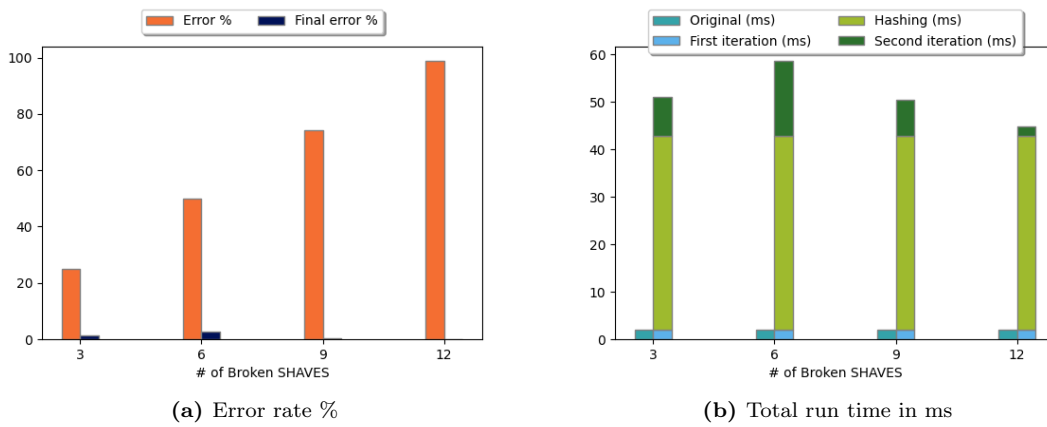 Error % Final error %
100
80
60
40
20
0
3 6 9 12
# of Broken SHAVES
(a) Error rate %
Original (ms) Hashing (ms)
First iteration (ms) Second iteration (ms)
60
50
40
30
20
10
0
3 6 9 12
# of Broken SHAVES
(b) Total run time in ms